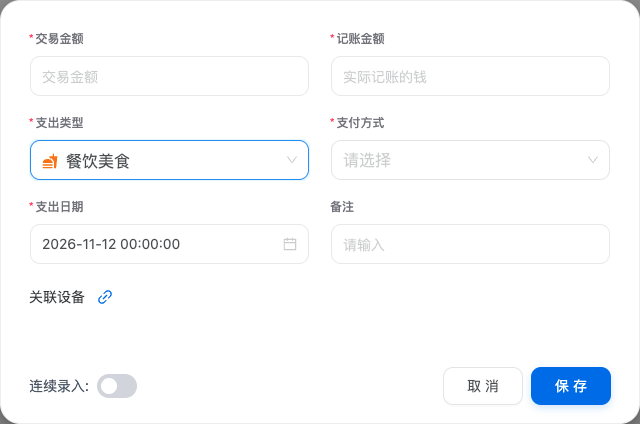 *交易金额 *记账金额
交易金额 实际记账的钱
*支出类型 *支付方式
餐饮美食 请选择
*支出日期 备注
2026-11-12 00:00:00 请输入
关联设备
连续录入: 取 消 保 存